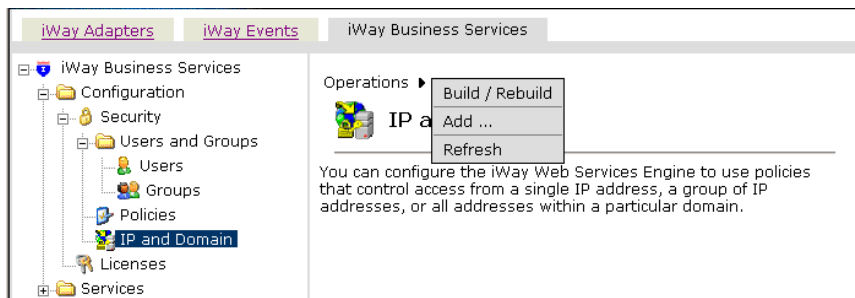 iWay Adapters
iWay Events
iWay Business Services
iWay Business Services
Configuration
Security
Users and Groups
Users
Groups
Policies
IP and Domain
Licenses
Services
Operations
Build / Rebuild
Add ...
Refresh
IP a
You can configure the iWay Web Services Engine to use policies
that control access from a single IP address, a group of IP
addresses, or all addresses within a particular domain.